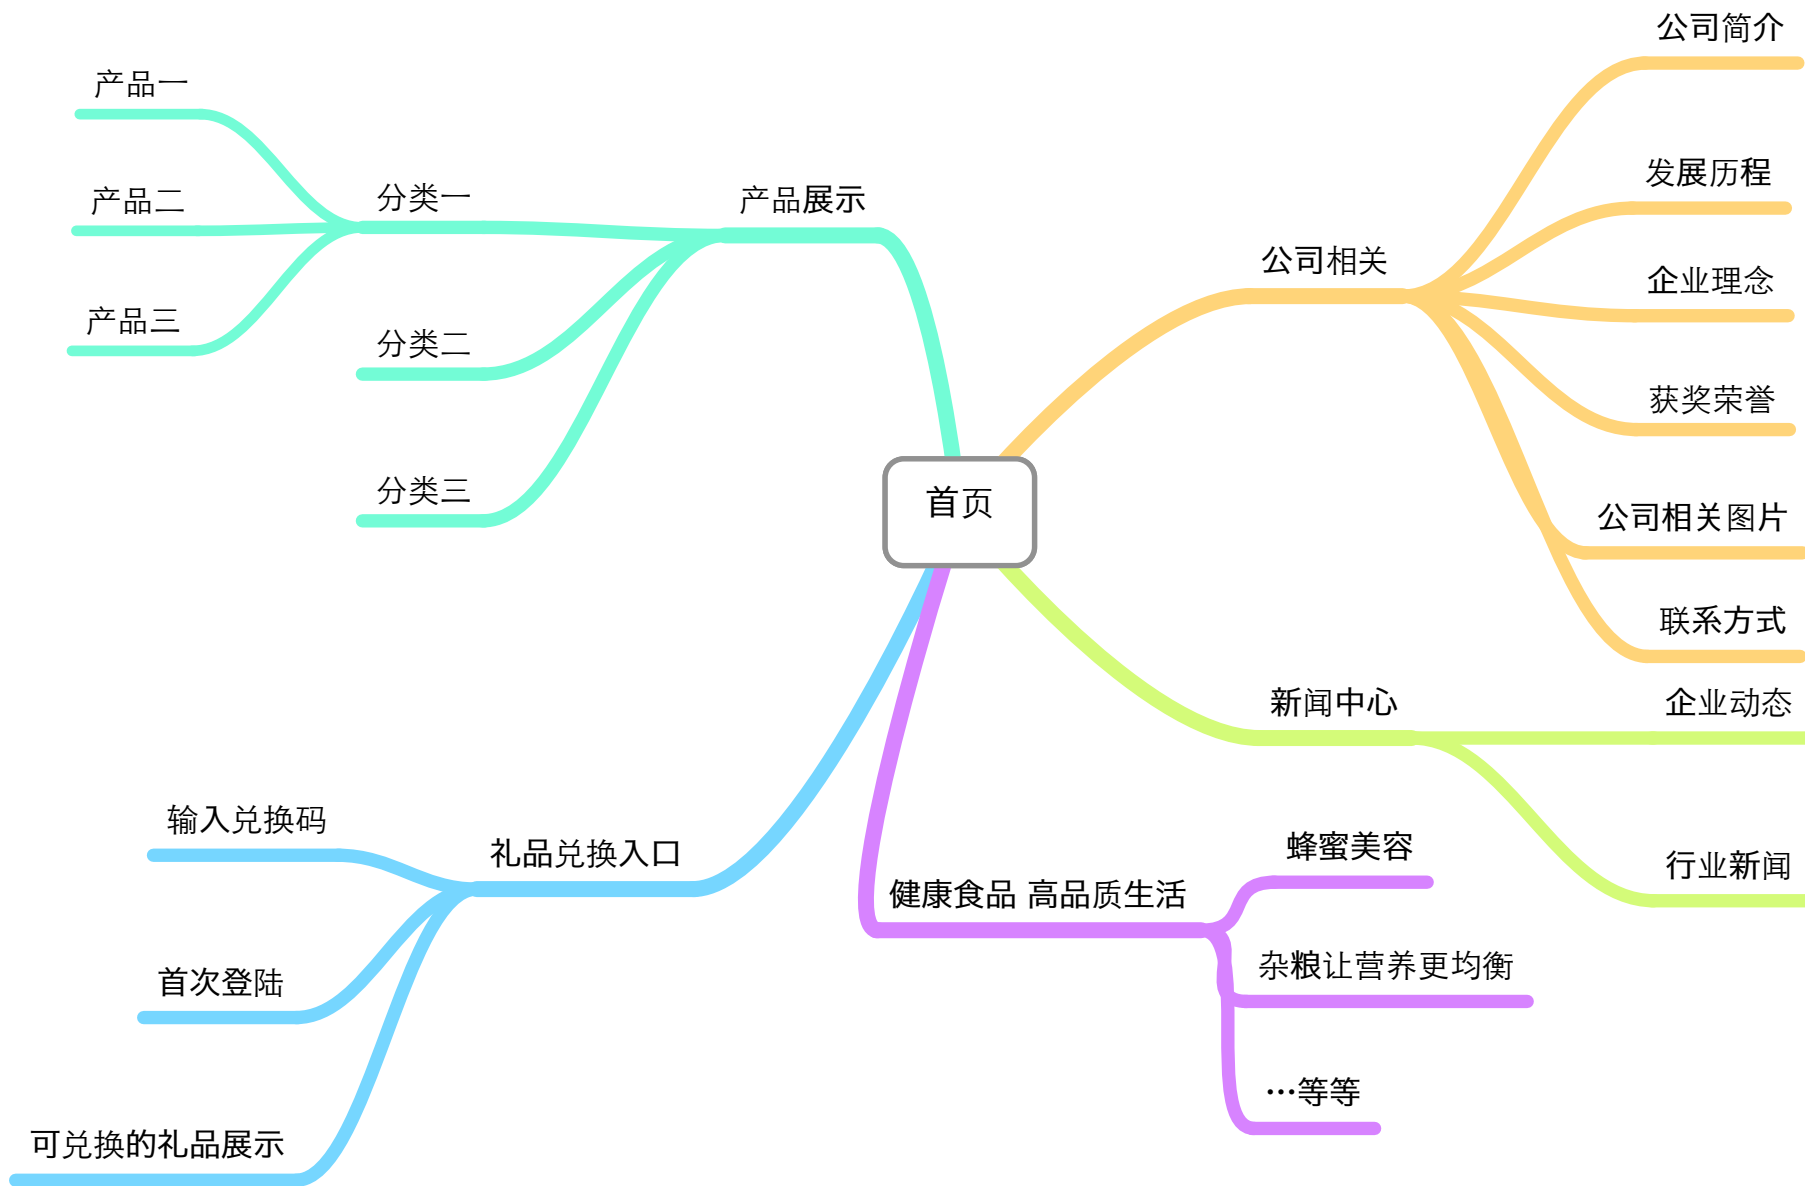 首页
公司相关
公司简介
发展历程
企业理念
获奖荣誉
公司相关图片
联系方式
新闻中心
企业动态
行业新闻
健康食品 高品质生活
蜂蜜美容
杂粮让营养更均衡
…等等
礼品兑换入口
输入兑换码
首次登陆
可兑换的礼品展示
产品展示
分类一
产品一
产品二
产品三
分类二
分类三